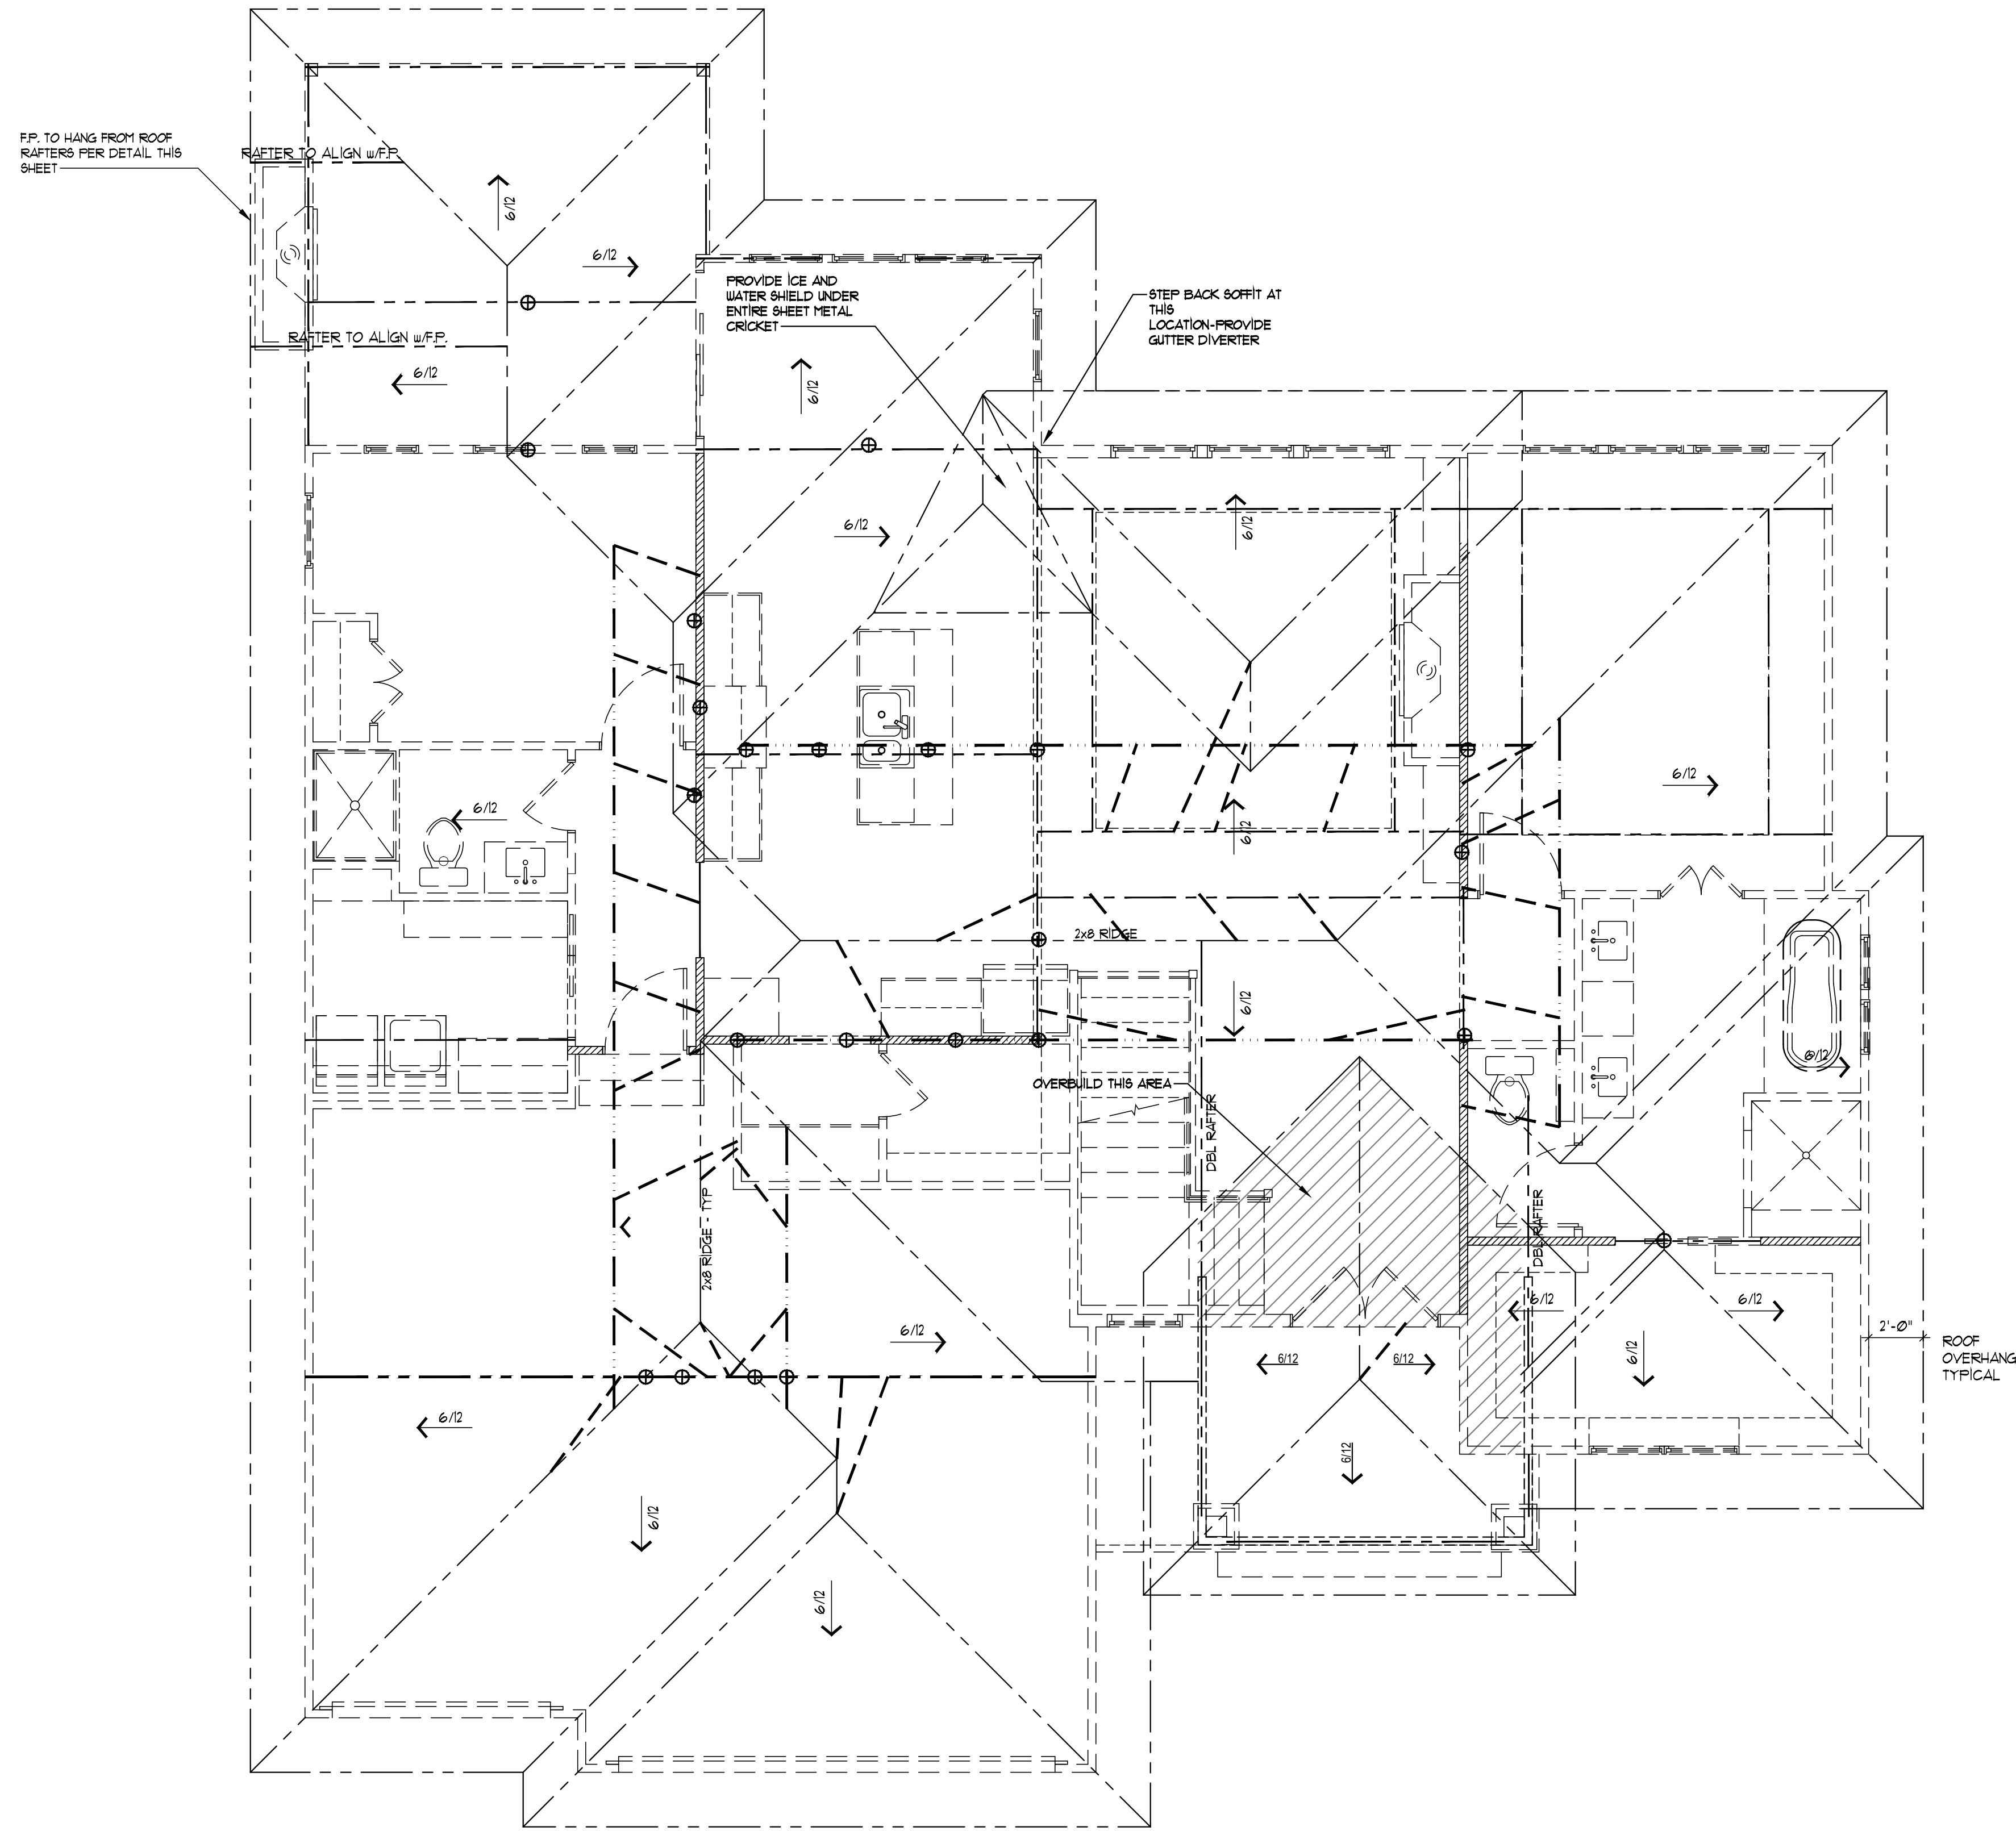 F.P. TO HANG FROM ROOF
RAFTERS PER DETAIL THIS
SHEET
RAFTER TO ALIGN w/F.P.
6/12
6/12
RAFTER TO ALIGN w/F.P.
6/12
PROVIDE ICE AND
WATER SHIELD UNDER
ENTIRE SHEET METAL
CRICKET
STEP BACK SOFFIT AT
THIS
LOCATION-PROVIDE
GUTTER DIVERTER
6/12
6/12
6/12
6/12
6/12
6/12
2x8 RIDGE
6/12
6/12
OVERBUILD THIS AREA
DBL RAFTER
2x8 RIDGE - TYP
DBL RAFTER
6/12
6/12
2'-0"
ROOF
OVERHANG
TYPICAL
6/12
6/12
6/12
6/12
6/12
6/12
6/12
6/12